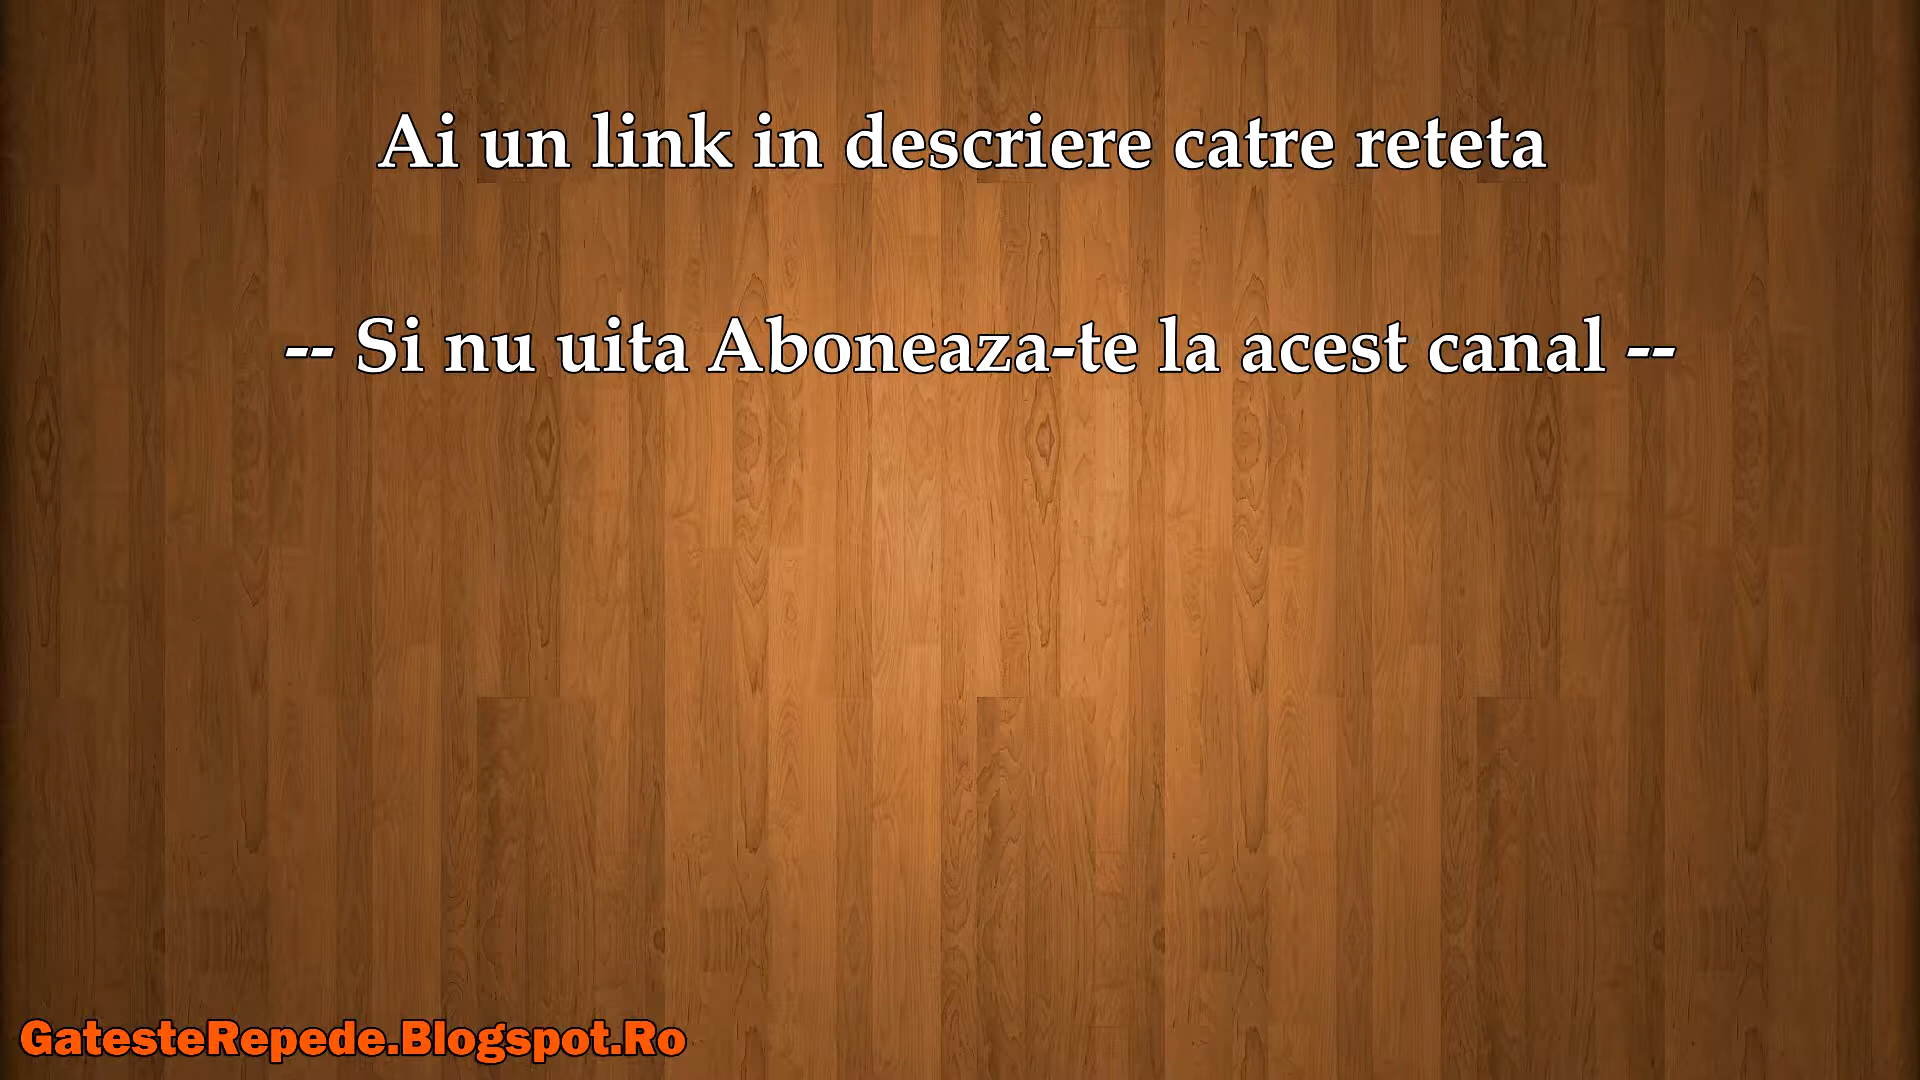 Ai un link in descriere catre reteta
-- Si nu uita Aboneaza-te la acest canal --
GatesteRepede.Blogspot.Ro